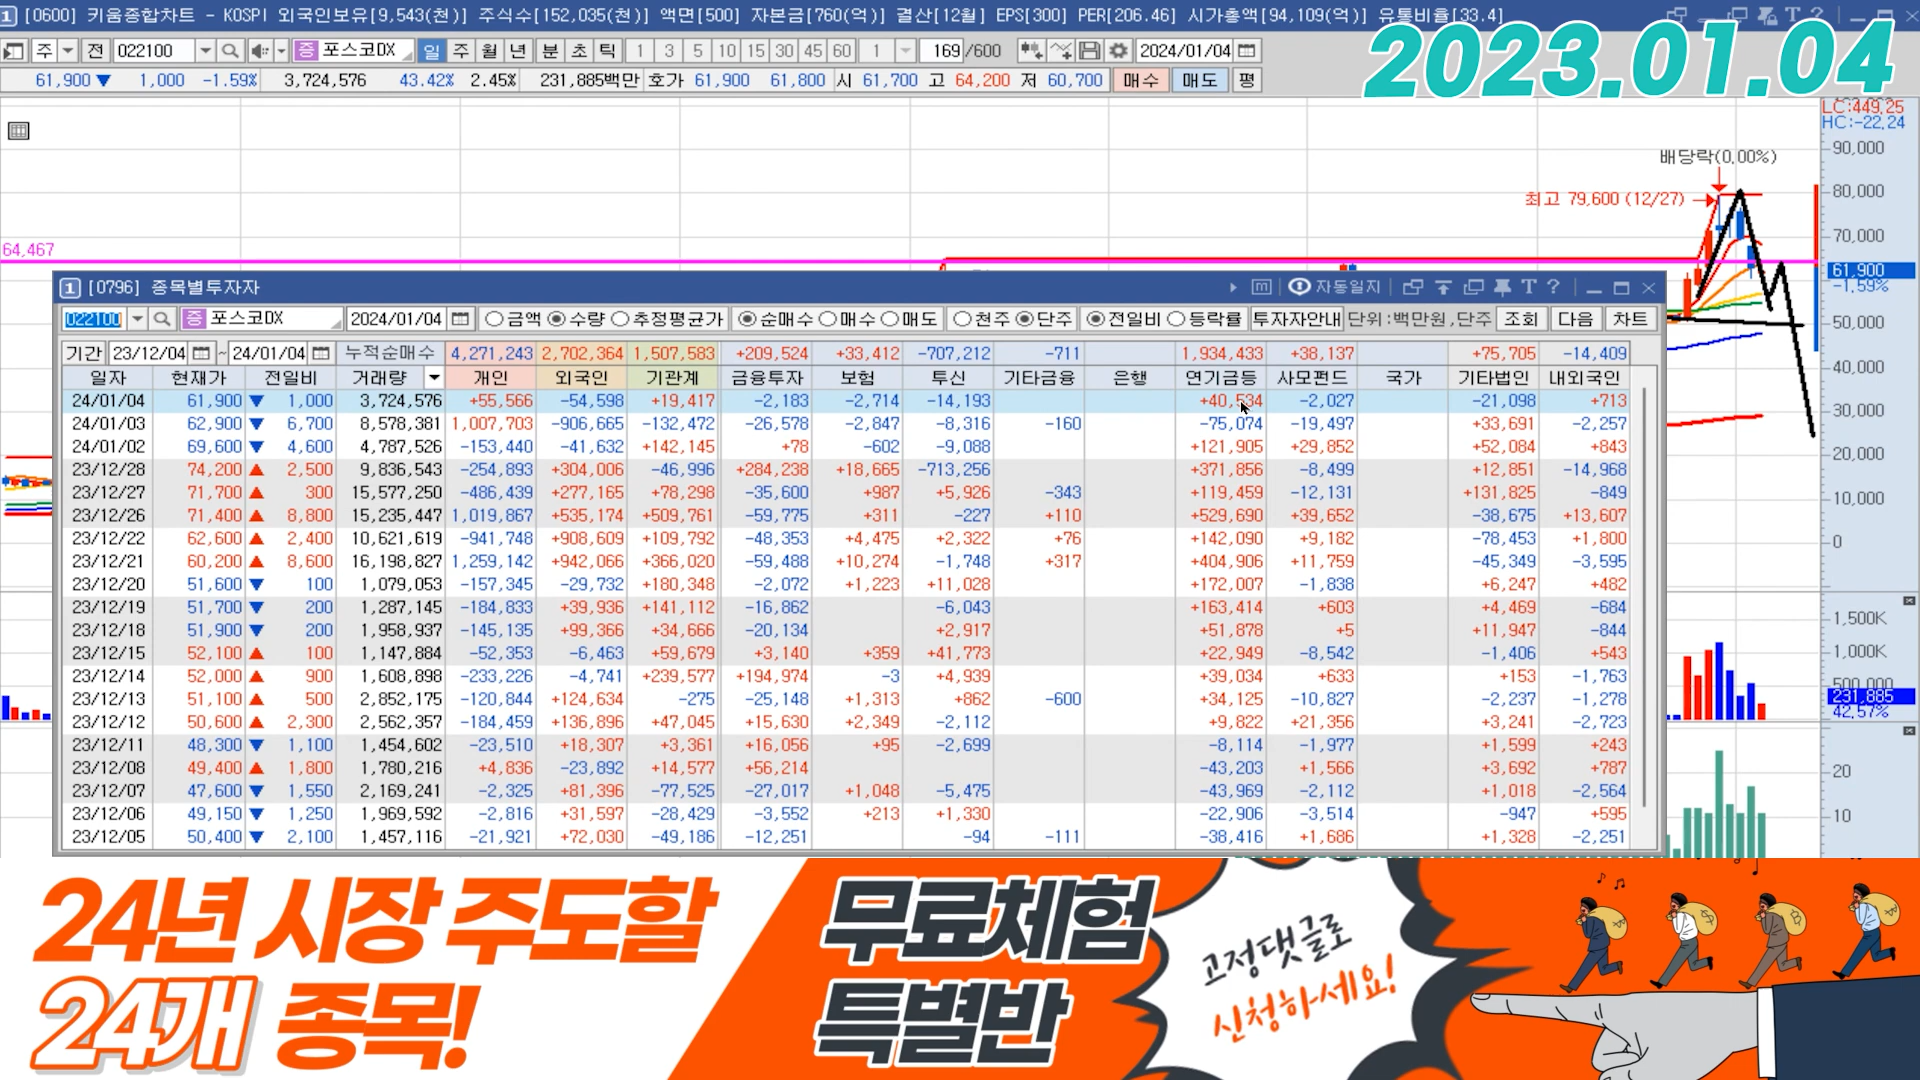 1 [0600] 키움종합차트 - KOSPI 외국인보유[9,543(천)] 주식수[152,035(천)] 액면[500] 자본금[760(억)] 결산[12월] EPS[300] PER[206.46] 시가총액[94,109(억)] 유통비율[33.4]
주 전 022100 증 포스코DX 일 주 월 년 분 초 틱 1 3 5 10 15 30 45 60 1 169 /600 2024/01/04
2023.01.04
61,900 ▼ 1,000 -1.59% 3,724,576 43.42% 2.45% 231,885백만 호가 61,900 61,800 시 61,700 고 64,200 저 60,700 매수 매도 평
LC:449.25
HC:-22.24
90,000
배당락(0.00%)
80,000
최고 79,600 (12/27)
70,000
64,467
61,900
-1.59%
50,000
40,000
30,000
20,000
10,000
0
1,500K
1,000K
500,000
231,885
42.57%
20
10
1 [0796] 종목별투자자 자동일지 T ?
022100 증 포스코DX 2024/01/04 금액 수량 추정평균가 순매수 매수 매도 천주 단주 전일비 등락률 투자자안내 단위:백만원,단주 조회 다음 차트
기간 23/12/04 ~ 24/01/04 누적순매수 4,271,243 2,702,364 1,507,583 +209,524 +33,412 -707,212 -711 1,934,433 +38,137 +75,705 -14,409
일자 현재가 전일비 거래량 개인 외국인 기관계 금융투자 보험 투신 기타금융 은행 연기금등 사모펀드 국가 기타법인 내외국인
24/01/04 61,900 ▼ 1,000 3,724,576 +55,566 -54,598 +19,417 -2,183 -2,714 -14,193 +40,534 -2,027 -21,098 +713
24/01/03 62,900 ▼ 6,700 8,578,381 1,007,703 -906,665 -132,472 -26,578 -2,847 -8,316 -160 -75,074 -19,497 +33,691 -2,257
24/01/02 69,600 ▼ 4,600 4,787,526 -153,440 -41,632 +142,145 +78 -602 -9,088 +121,905 +29,852 +52,084 +843
23/12/28 74,200 ▲ 2,500 9,836,543 -254,893 +304,006 -46,996 +284,238 +18,665 -713,256 +371,856 -8,499 +12,851 -14,968
23/12/27 71,700 ▲ 300 15,577,250 -486,439 +277,165 +78,298 -35,600 +987 +5,926 -343 +119,459 -12,131 +131,825 -849
23/12/26 71,400 ▲ 8,800 15,235,447 1,019,867 +535,174 +509,761 -59,775 +311 -227 +110 +529,690 +39,652 -38,675 +13,607
23/12/22 62,600 ▲ 2,400 10,621,619 -941,748 +908,609 +109,792 -48,353 +4,475 +2,322 +76 +142,090 +9,182 -78,453 +1,800
23/12/21 60,200 ▲ 8,600 16,198,827 1,259,142 +942,066 +366,020 -59,488 +10,274 -1,748 +317 +404,906 +11,759 -45,349 -3,595
23/12/20 51,600 ▼ 100 1,079,053 -157,345 -29,732 +180,348 -2,072 +1,223 +11,028 +172,007 -1,838 +6,247 +482
23/12/19 51,700 ▼ 200 1,287,145 -184,833 +39,936 +141,112 -16,862 -6,043 +163,414 +603 +4,469 -684
23/12/18 51,900 ▼ 200 1,958,937 -145,135 +99,366 +34,666 -20,134 +2,917 +51,878 +5 +11,947 -844
23/12/15 52,100 ▲ 100 1,147,884 -52,353 -6,463 +59,679 +3,140 +359 +41,773 +22,949 -8,542 -1,406 +543
23/12/14 52,000 ▲ 900 1,608,898 -233,226 -4,741 +239,577 +194,974 -3 +4,939 +39,034 +633 +153 -1,763
23/12/13 51,100 ▲ 500 2,852,175 -120,844 +124,634 -275 -25,148 +1,313 +862 -600 +34,125 -10,827 -2,237 -1,278
23/12/12 50,600 ▲ 2,300 2,562,357 -184,459 +136,896 +47,045 +15,630 +2,349 -2,112 +9,822 +21,356 +3,241 -2,723
23/12/11 48,300 ▼ 1,100 1,454,602 -23,510 +18,307 +3,361 +16,056 +95 -2,699 -8,114 -1,977 +1,599 +243
23/12/08 49,400 ▲ 1,800 1,780,216 +4,836 -23,892 +14,577 +56,214 -43,203 +1,566 +3,692 +787
23/12/07 47,600 ▼ 1,550 2,169,241 -2,325 +81,396 -77,525 -27,017 +1,048 -5,475 -43,969 -2,112 +1,018 -2,564
23/12/06 49,150 ▼ 1,250 1,969,592 -2,816 +31,597 -28,429 -3,552 +213 +1,330 -22,906 -3,514 -947 +595
23/12/05 50,400 ▼ 2,100 1,457,116 -21,921 +72,030 -49,186 -12,251 -94 -111 -38,416 +1,686 +1,328 -2,251
24년 시장 주도할
24개 종목!
무료체험
특별반
고정댓글로
신청하세요!